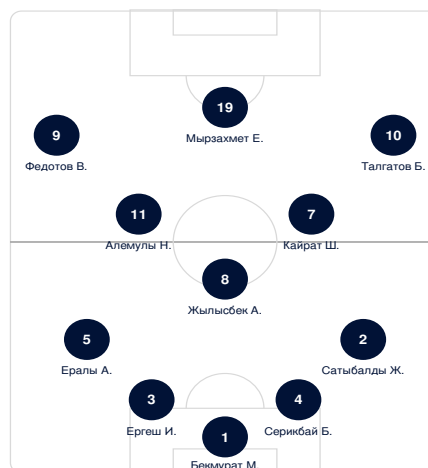 19
Мырзахмет Е.
9
Федотов В.
10
Талгатов Б.
11
Алемулы Н.
7
Кайрат Ш.
8
Жылысбек А.
5
Ералы А.
2
Сатыбалды Ж.
3
Ергеш И.
4
Серикбай Б.
1
Бекмурат М.